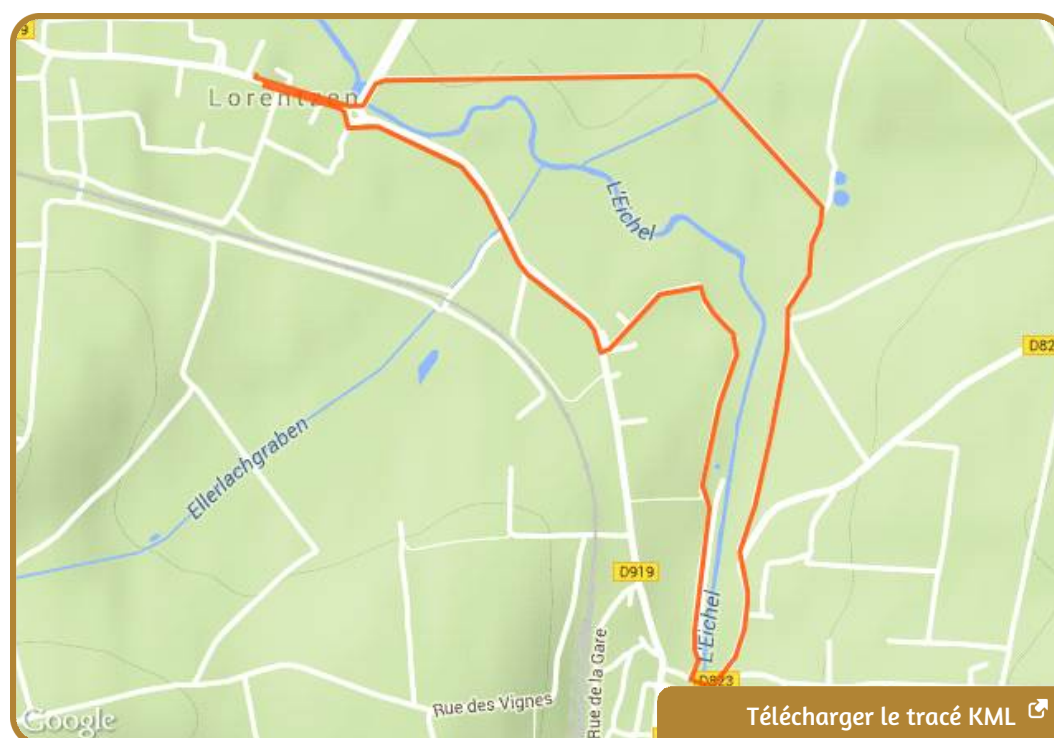 9
Lorentzen
L'Eichel
D82
Ellerlachgraben
D919
L'Eichel
Rue de la Gare
D823
Rue des Vignes
Google
Télécharger le tracé KML